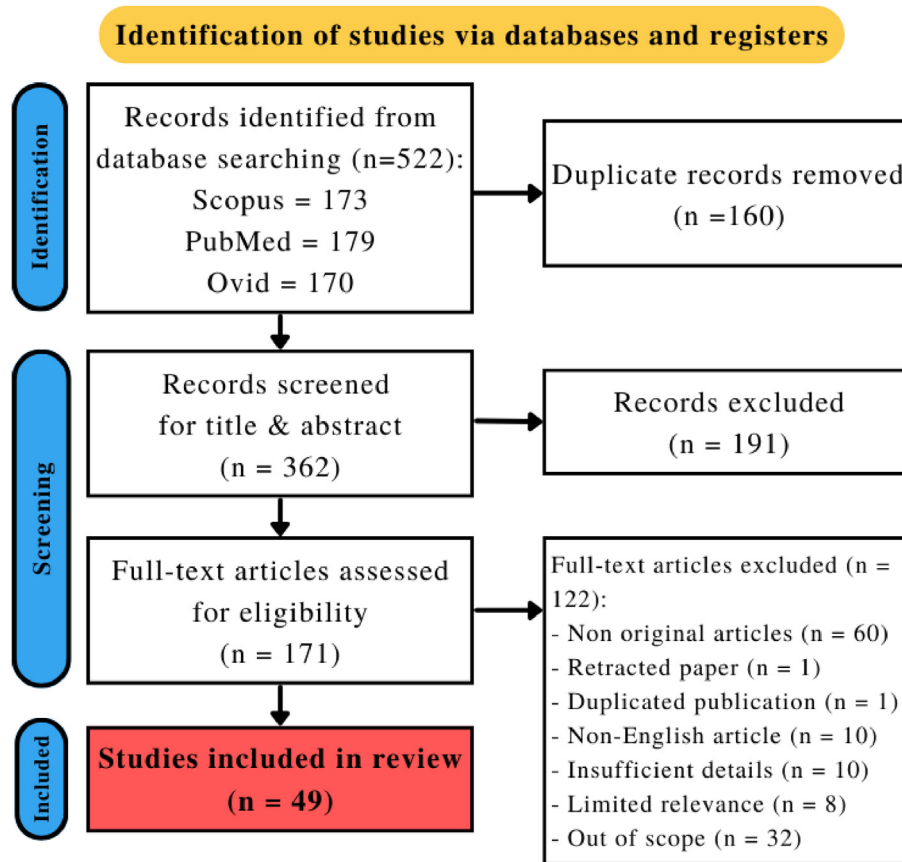 Identification of studies via databases and registers
Identification
Records identified from
database searching (n=522):
Scopus = 173
PubMed = 179
Ovid = 170
Duplicate records removed
(n =160)
Screening
Records screened
for title & abstract
(n = 362)
Records excluded
(n = 191)
Full-text articles assessed
for eligibility
(n = 171)
Full-text articles excluded (n =
122):
- Non original articles (n = 60)
- Retracted paper (n = 1)
- Duplicated publication (n = 1)
- Non-English article (n = 10)
- Insufficient details (n = 10)
- Limited relevance (n = 8)
- Out of scope (n = 32)
Included
Studies included in review
(n = 49)